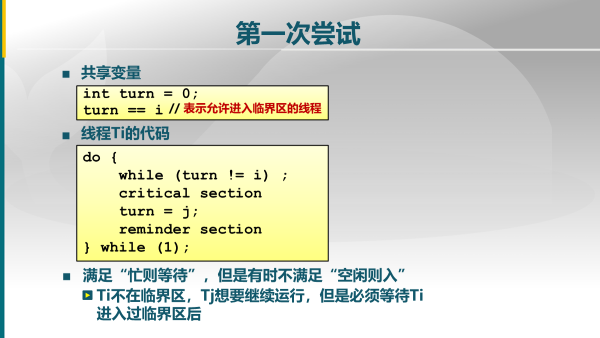 第一次尝试
共享变量
int turn = 0;
turn == i // 表示允许进入临界区的线程
线程Ti的代码
do {
while (turn != i) ;
critical section
turn = j;
reminder section
} while (1);
满足“忙则等待”，但是有时不满足“空闲则入”
Ti不在临界区，Tj想要继续运行，但是必须等待Ti
进入过临界区后